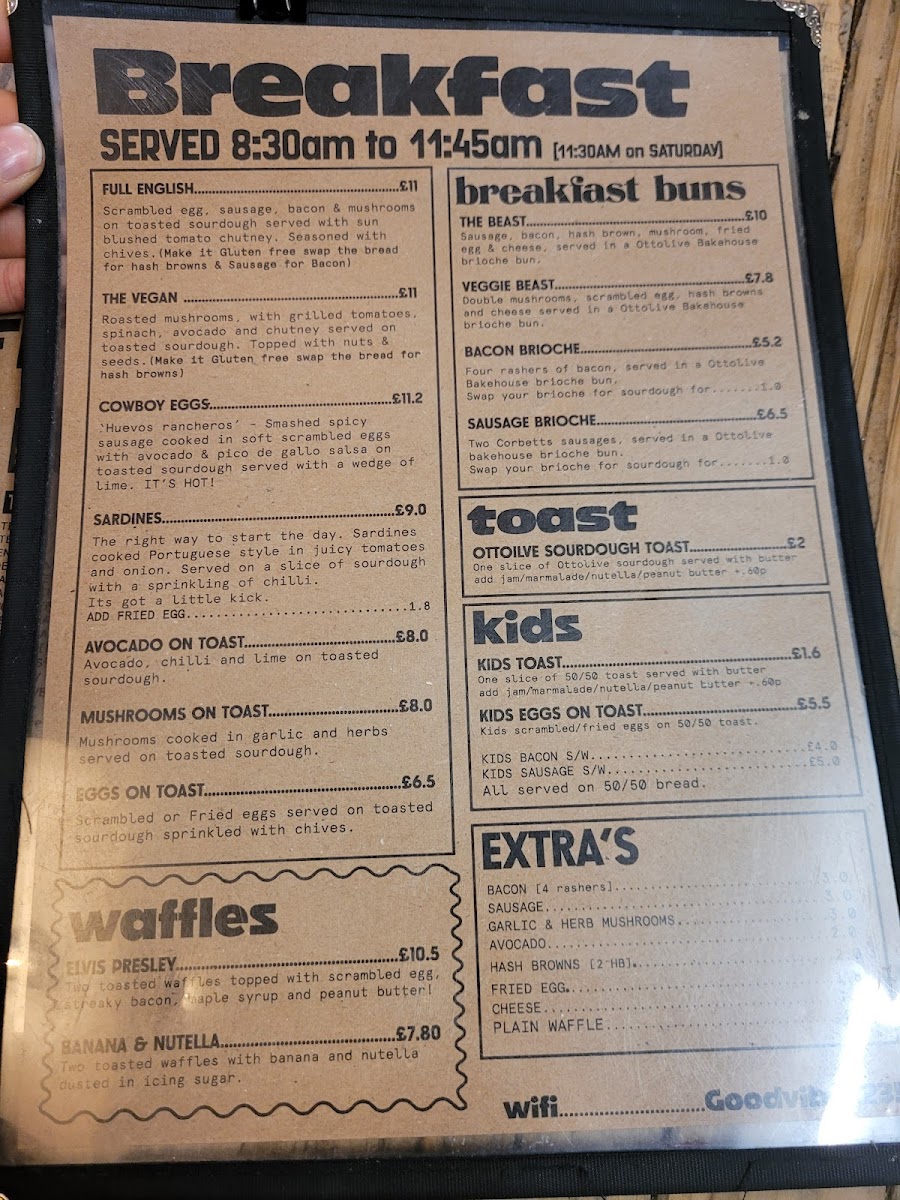 Breakfast
SERVED 8:30am to 11:45am [11:30AM on SATURDAY]
FULL ENGLISH.....£11
Scrambled egg, sausage, bacon & mushrooms
on toasted sourdough served with sun
blushed tomato chutney. Seasoned with
chives.(Make it Gluten free swap the bread
for hash browns & Sausage for Bacon)
THE VEGAN .....£11
Roasted mushrooms, with grilled tomatoes,
spinach, avocado and chutney served on
toasted sourdough. Topped with nuts &
seeds.(Make it Gluten free swap the bread for
hash browns)
COWBOY EGGS.....£11.2
'Huevos rancheros' - Smashed spicy
sausage cooked in soft scrambled eggs
with avocado & pico de gallo salsa on
toasted sourdough served with a wedge of
lime. IT'S HOT!
SARDINES.....£9.0
The right way to start the day. Sardines
cooked Portuguese style in juicy tomatoes
and onion. Served on a slice of sourdough
with a sprinkling of chilli.
Its got a little kick.
ADD FRIED EGG.....1.8
AVOCADO ON TOAST.....£8.0
Avocado, chilli and lime on toasted
sourdough.
MUSHROOMS ON TOAST.....£8.0
Mushrooms cooked in garlic and herbs
served on toasted sourdough.
EGGS ON TOAST.....£6.5
Scrambled or Fried eggs served on toasted
sourdough sprinkled with chives.
waffles
ELVIS PRESLEY.....£10.5
Two toasted waffles topped with scrambled egg,
streaky bacon, maple syrup and peanut butter!
BANANA & NUTELLA.....£7.80
Two toasted waffles with banana and nutella
dusted in icing sugar.
breakfast buns
THE BEAST.....£10
Sausage, bacon, hash brown, mushroom, fried
egg & cheese, served in a Ottolive Bakehouse
brioche bun.
VEGGIE BEAST.....£7.8
Double mushrooms, scrambled egg, hash browns
and cheese served in a Ottolive Bakehouse
brioche bun.
BACON BRIOCHE.....£5.2
Four rashers of bacon, served in a Ottolive
Bakehouse brioche bun.
Swap your brioche for sourdough for.......1.0
SAUSAGE BRIOCHE.....£6.5
Two Corbetts sausages, served in a Ottolive
bakehouse brioche bun.
Swap your brioche for sourdough for.......1.0
toast
OTTOILVE SOURDOUGH TOAST.....£2
One slice of Ottolive sourdough served with butter
add jam/marmalade/nutella/peanut butter +.60p
kids
KIDS TOAST.....£1.6
One slice of 50/50 toast served with butter
add jam/marmalade/nutella/peanut butter +.60p
KIDS EGGS ON TOAST.....£5.5
Kids scrambled/fried eggs on 50/50 toast.
KIDS BACON S/W.....£4.0
KIDS SAUSAGE S/W.....£5.0
All served on 50/50 bread.
EXTRA'S
BACON [4 rashers].....3.0
SAUSAGE.....3.0
GARLIC & HERB MUSHROOMS.....3.0
AVOCADO.....2.0
HASH BROWNS [2 HB].....
FRIED EGG.....
CHEESE.....
PLAIN WAFFLE.....
Wifi.....